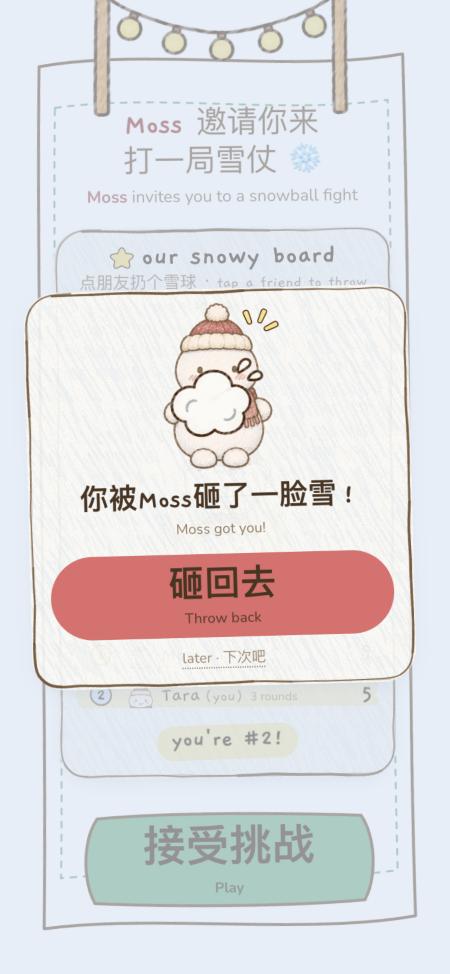 Moss 邀请你来
打一局雪仗
Moss invites you to a snowball fight
our snowy board
点朋友扔个雪球 · tap a friend to throw
你被Moss砸了一脸雪！
Moss got you!
砸回去
Throw back
later · 下次吧
2 Tara (you) 3 rounds 5
you're #2!
接受挑战
Play